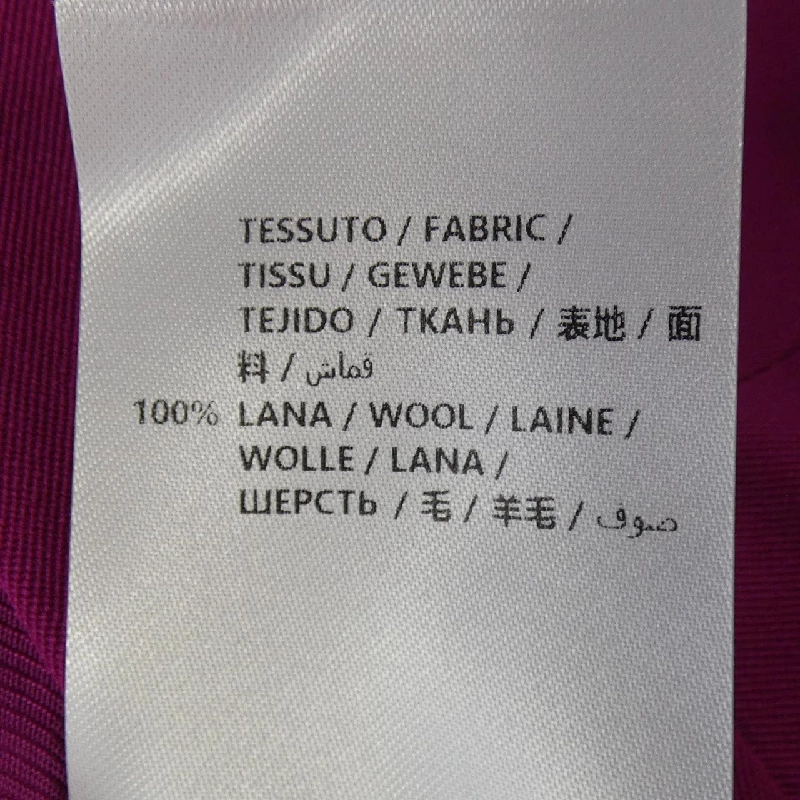 TESSUTO / FABRIC /
TISSU / GEWEBE /
TEJIDO / ТКАНЬ / 表地 / 面
料 / قماش
100% LANA / WOOL / LAINE /
WOLLE / LANA /
ШЕРСТЬ / 毛 / 羊毛 / صوف